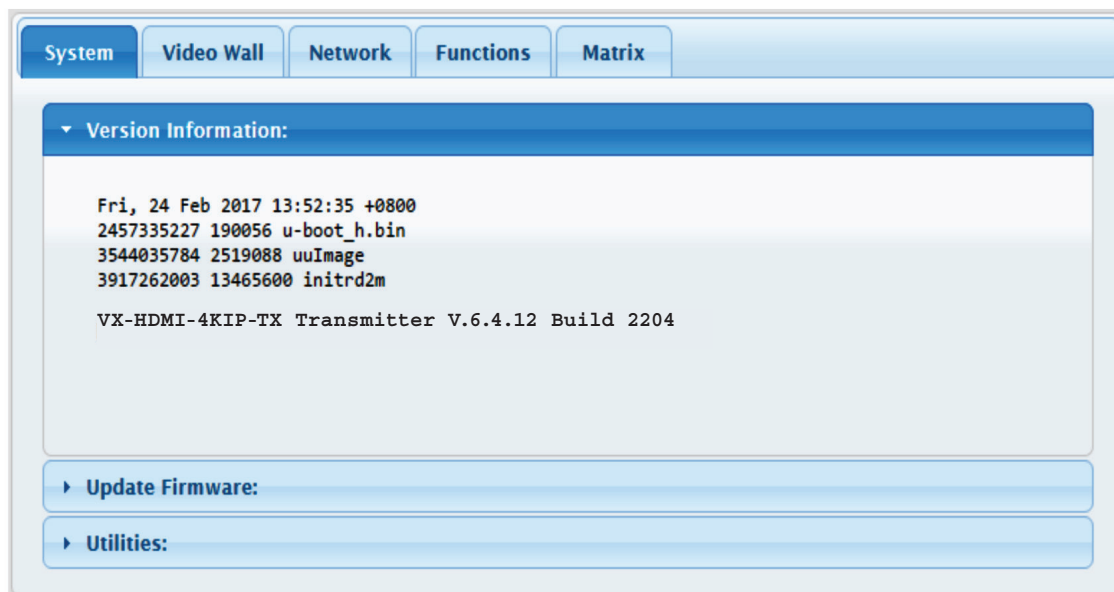 System Video Wall Network Functions Matrix
Version Information:
Fri, 24 Feb 2017 13:52:35 +0800
2457335227 190056 u-boot_h.bin
3544035784 2519088 uuImage
3917262003 13465600 initrd2m
VX-HDMI-4KIP-TX Transmitter V.6.4.12 Build 2204
Update Firmware:
Utilities: